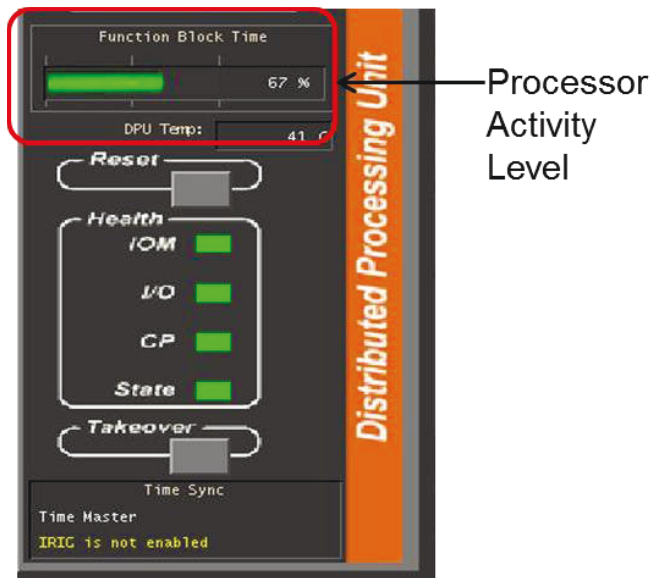 Function Block Time
67 %
DPU Temp:
41 C
Reset
Health
IOM
I/O
CP
State
Takeover
Time Sync
Time Master
IRIG is not enabled
Distributed Processing Unit
Processor
Activity
Level